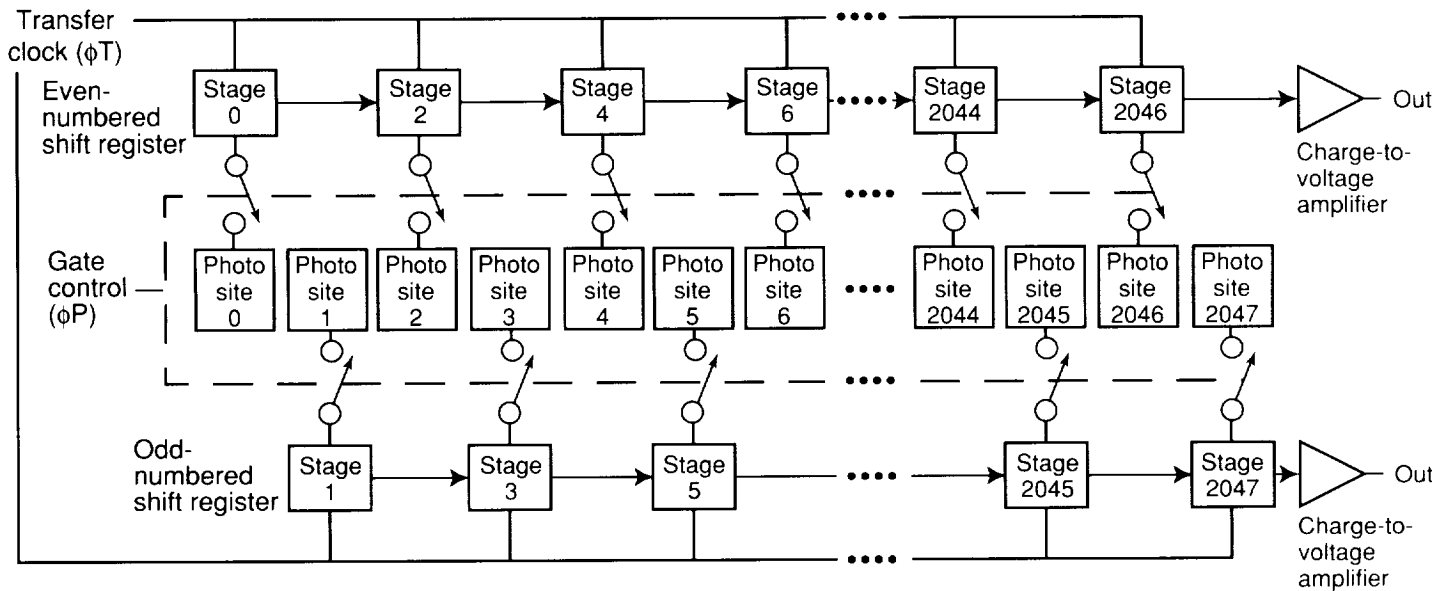 Transfer
clock (ϕT)
Even-
numbered
shift register
Stage
0
Stage
2
Stage
4
Stage
6
Stage
2044
Stage
2046
Out
Charge-to-
voltage
amplifier
Gate
control
(ϕP)
Photo
site
0
Photo
site
1
Photo
site
2
Photo
site
3
Photo
site
4
Photo
site
5
Photo
site
6
Photo
site
2044
Photo
site
2045
Photo
site
2046
Photo
site
2047
Odd-
numbered
shift register
Stage
1
Stage
3
Stage
5
Stage
2045
Stage
2047
Out
Charge-to-
voltage
amplifier